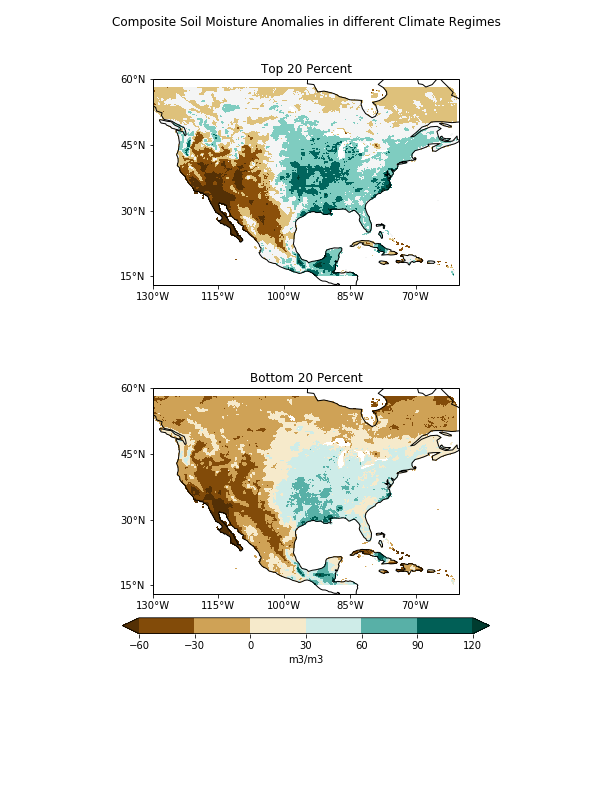 Composite Soil Moisture Anomalies in different Climate Regimes
Top 20 Percent
60°N
45°N
30°N
15°N
130°W 115°W 100°W 85°W 70°W
Bottom 20 Percent
60°N
45°N
30°N
15°N
130°W 115°W 100°W 85°W 70°W
−60 −30 0 30 60 90 120
m3/m3